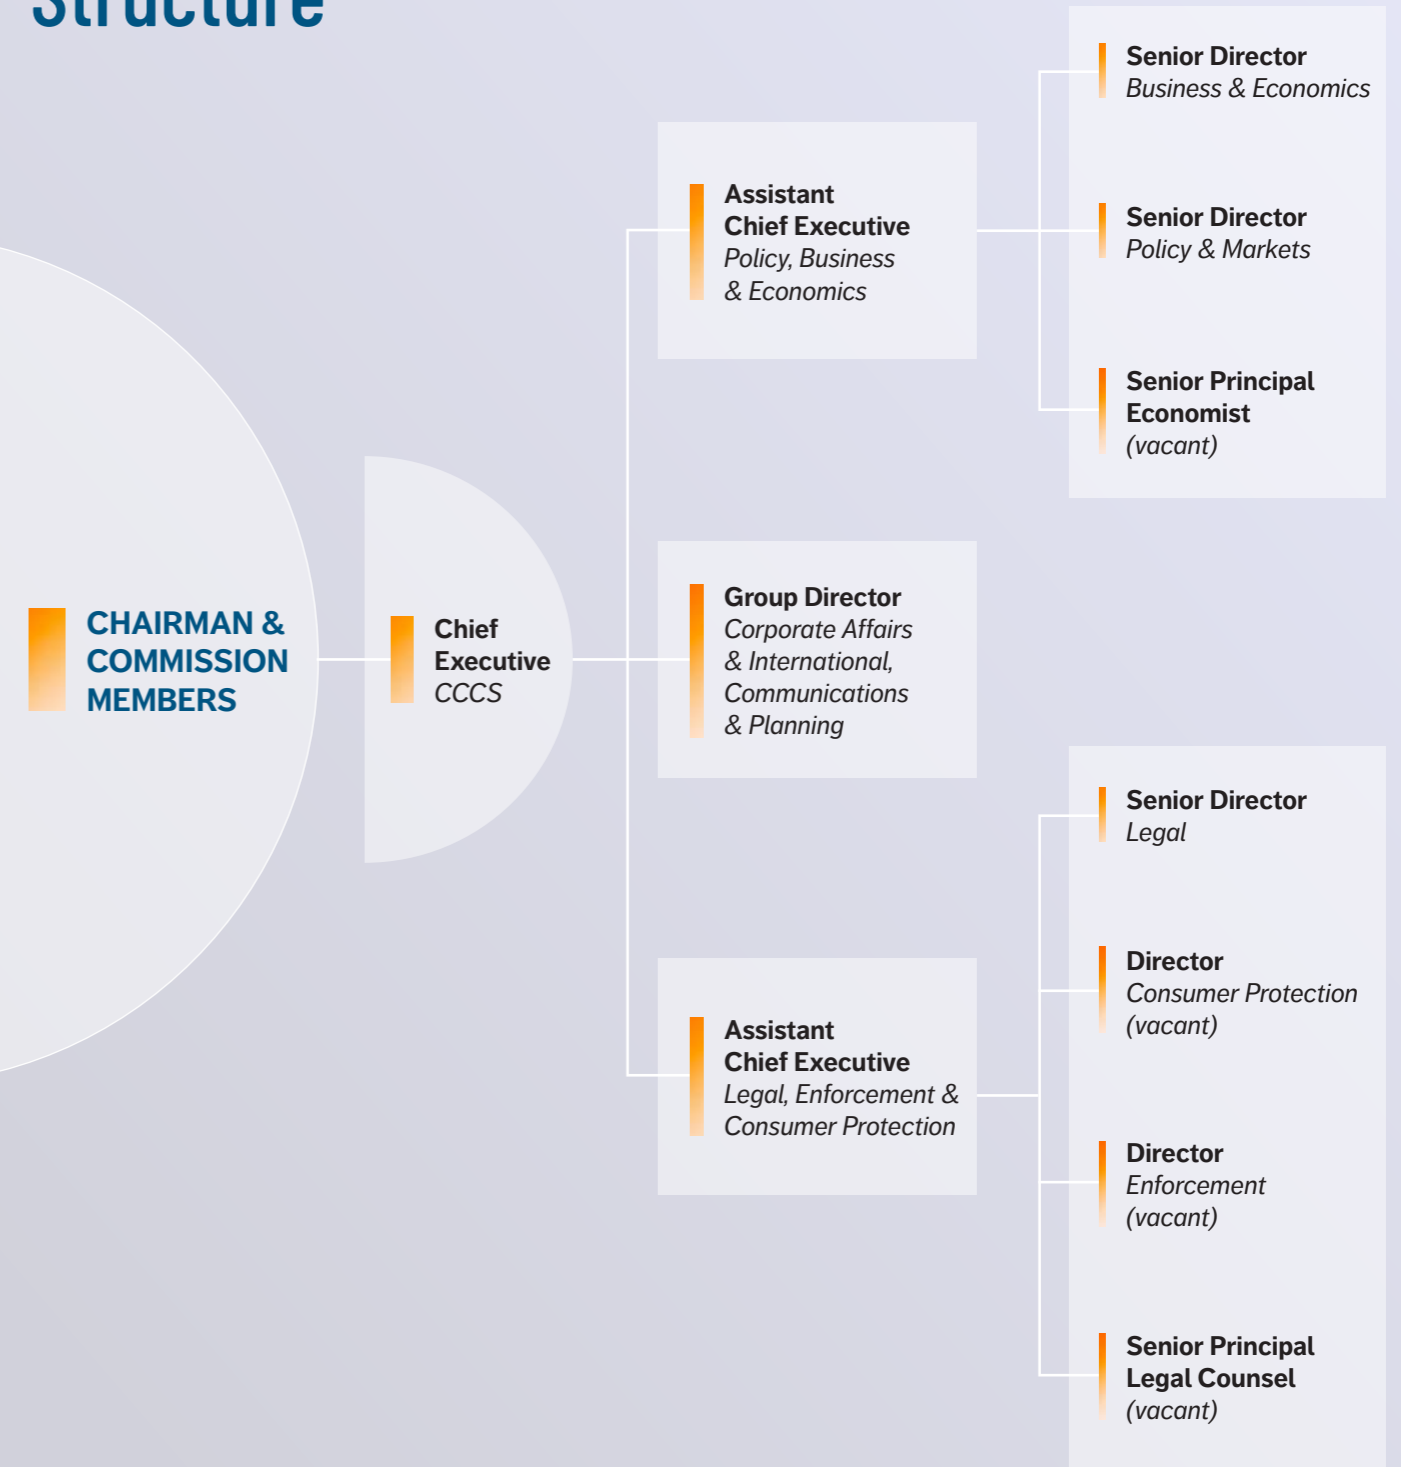 Structure
CHAIRMAN &
COMMISSION
MEMBERS
Chief
Executive
CCCS
Assistant
Chief Executive
Policy, Business
& Economics
Senior Director
Business & Economics
Senior Director
Policy & Markets
Senior Principal
Economist
(vacant)
Group Director
Corporate Affairs
& International,
Communications
& Planning
Assistant
Chief Executive
Legal, Enforcement &
Consumer Protection
Senior Director
Legal
Director
Consumer Protection
(vacant)
Director
Enforcement
(vacant)
Senior Principal
Legal Counsel
(vacant)